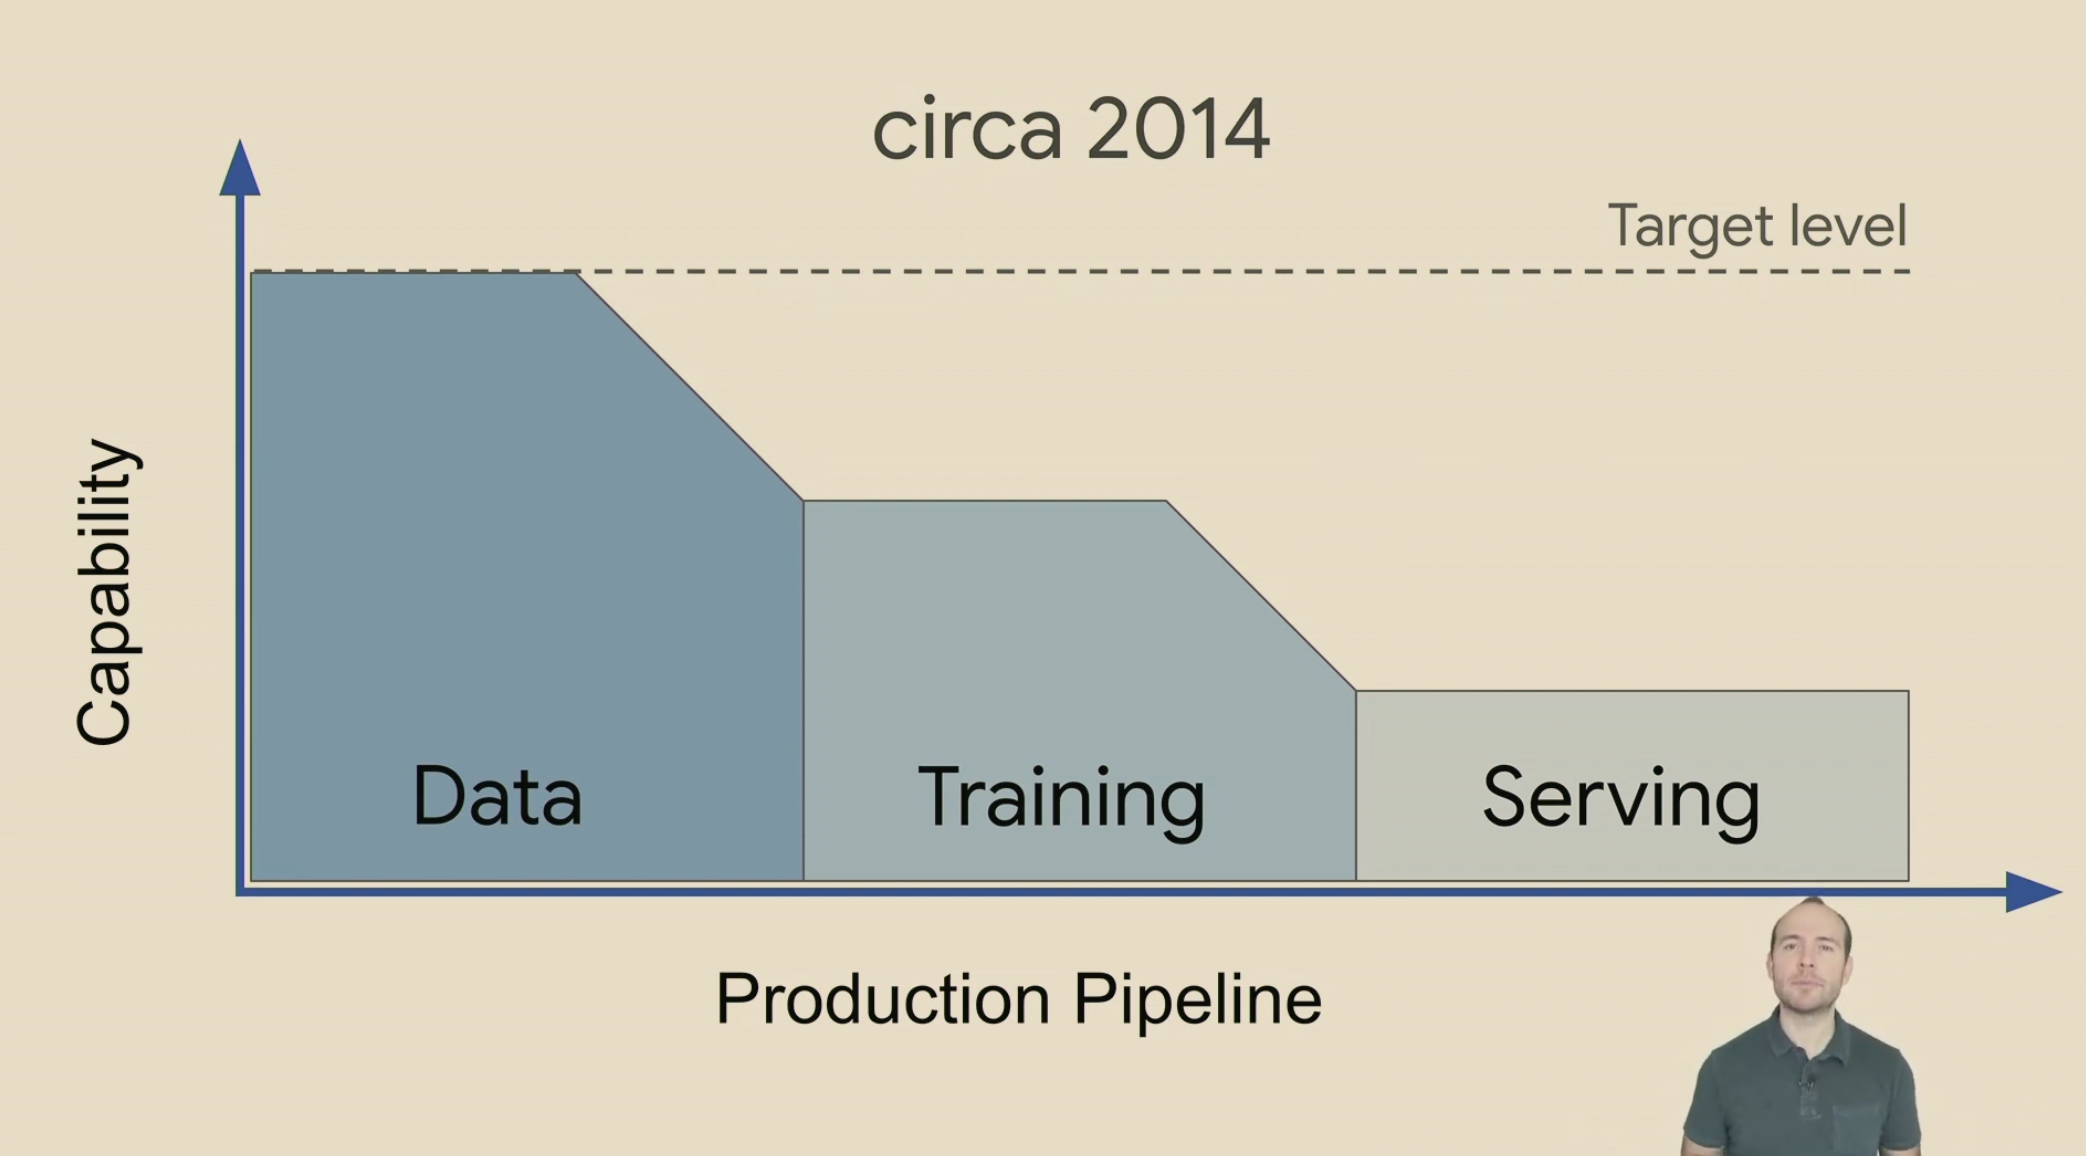 circa 2014
Target level
Capability
Data
Training
Serving
Production Pipeline